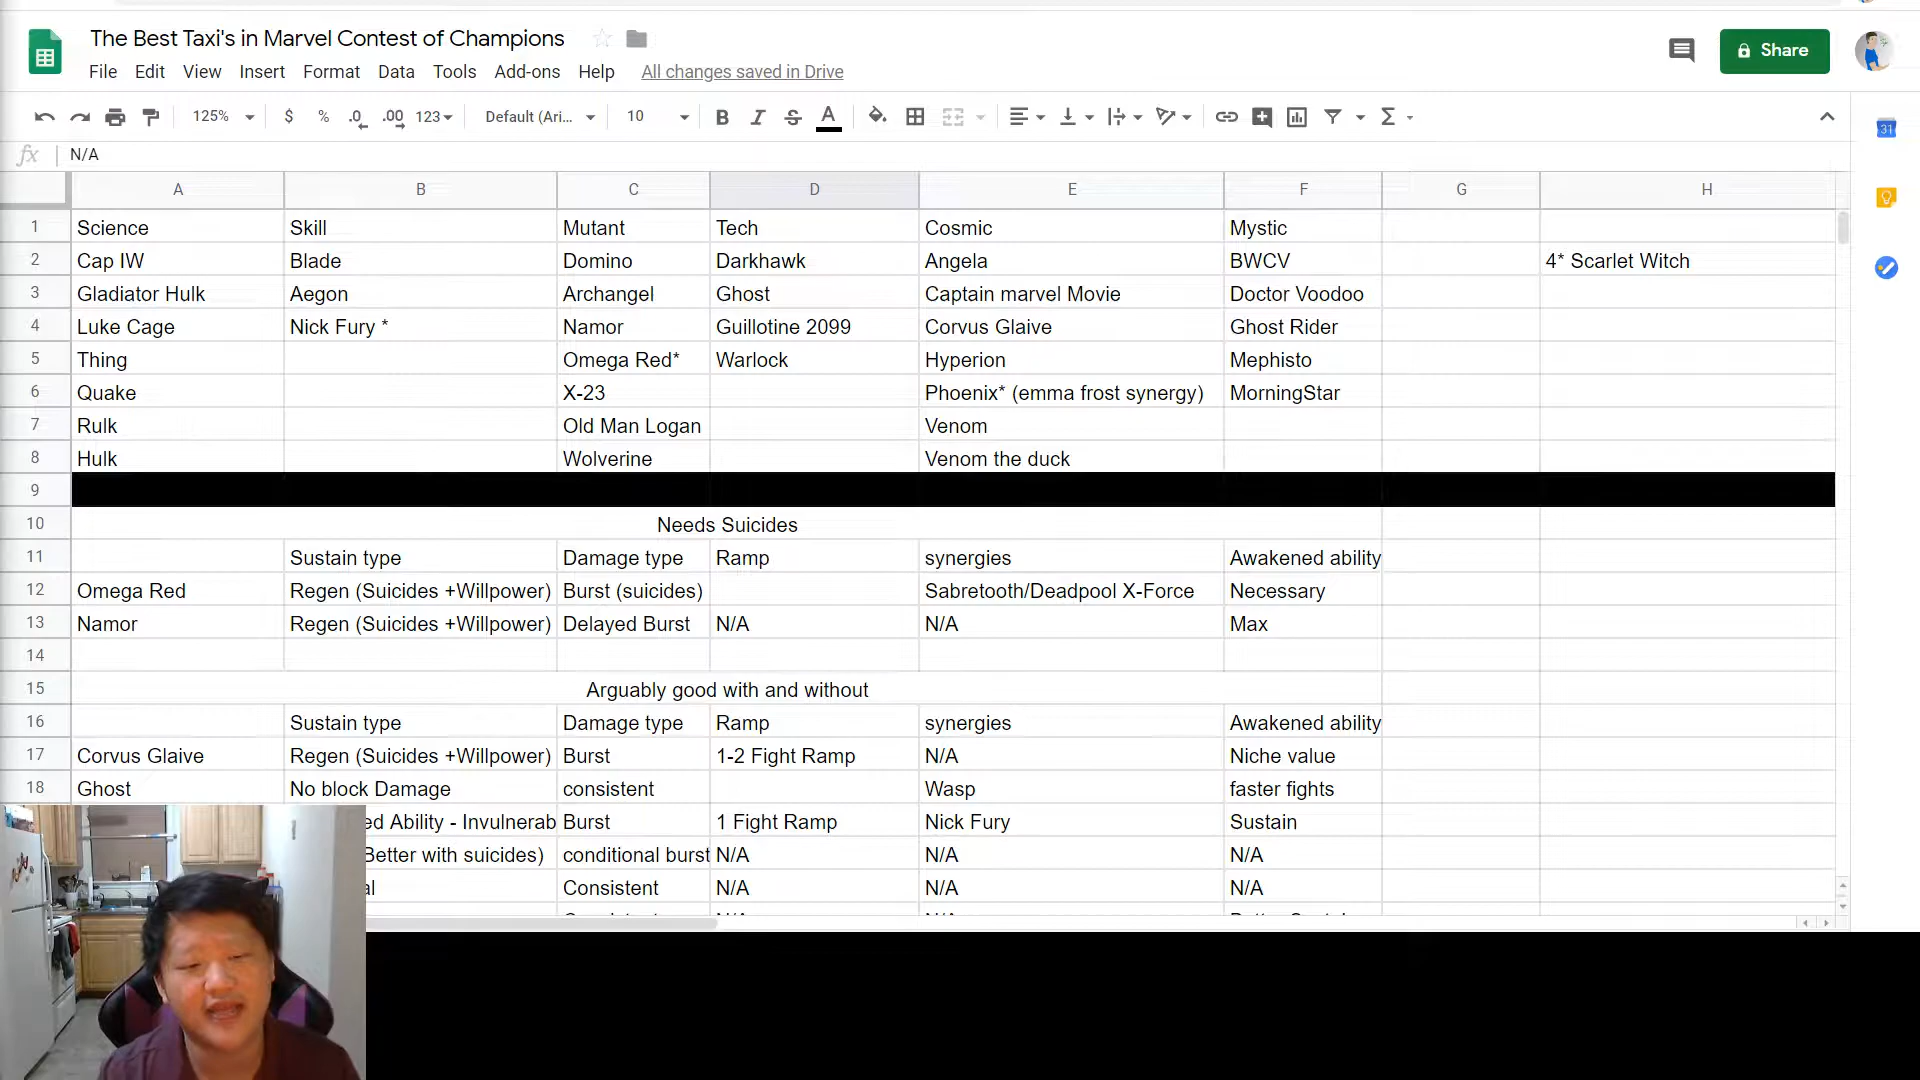 The Best Taxi's in Marvel Contest of Champions
Share
File Edit View Insert Format Data Tools Add-ons Help All changes saved in Drive
125% $ % .0 .00 123 Default (Ari... 10 B I S A Σ
31
fx N/A
A B C D E F G H
1 Science Skill Mutant Tech Cosmic Mystic
2 Cap IW Blade Domino Darkhawk Angela BWCV 4* Scarlet Witch
3 Gladiator Hulk Aegon Archangel Ghost Captain marvel Movie Doctor Voodoo
4 Luke Cage Nick Fury * Namor Guillotine 2099 Corvus Glaive Ghost Rider
5 Thing Omega Red* Warlock Hyperion Mephisto
6 Quake X-23 Phoenix* (emma frost synergy) MorningStar
7 Rulk Old Man Logan Venom
8 Hulk Wolverine Venom the duck
9
10 Needs Suicides
11 Sustain type Damage type Ramp synergies Awakened ability
12 Omega Red Regen (Suicides +Willpower) Burst (suicides) Sabretooth/Deadpool X-Force Necessary
13 Namor Regen (Suicides +Willpower) Delayed Burst N/A N/A Max
14
15 Arguably good with and without
16 Sustain type Damage type Ramp synergies Awakened ability
17 Corvus Glaive Regen (Suicides +Willpower) Burst 1-2 Fight Ramp N/A Niche value
18 Ghost No block Damage consistent Wasp faster fights
ed Ability - Invulnerab Burst 1 Fight Ramp Nick Fury Sustain
Better with suicides) conditional burst N/A N/A N/A
al Consistent N/A N/A N/A